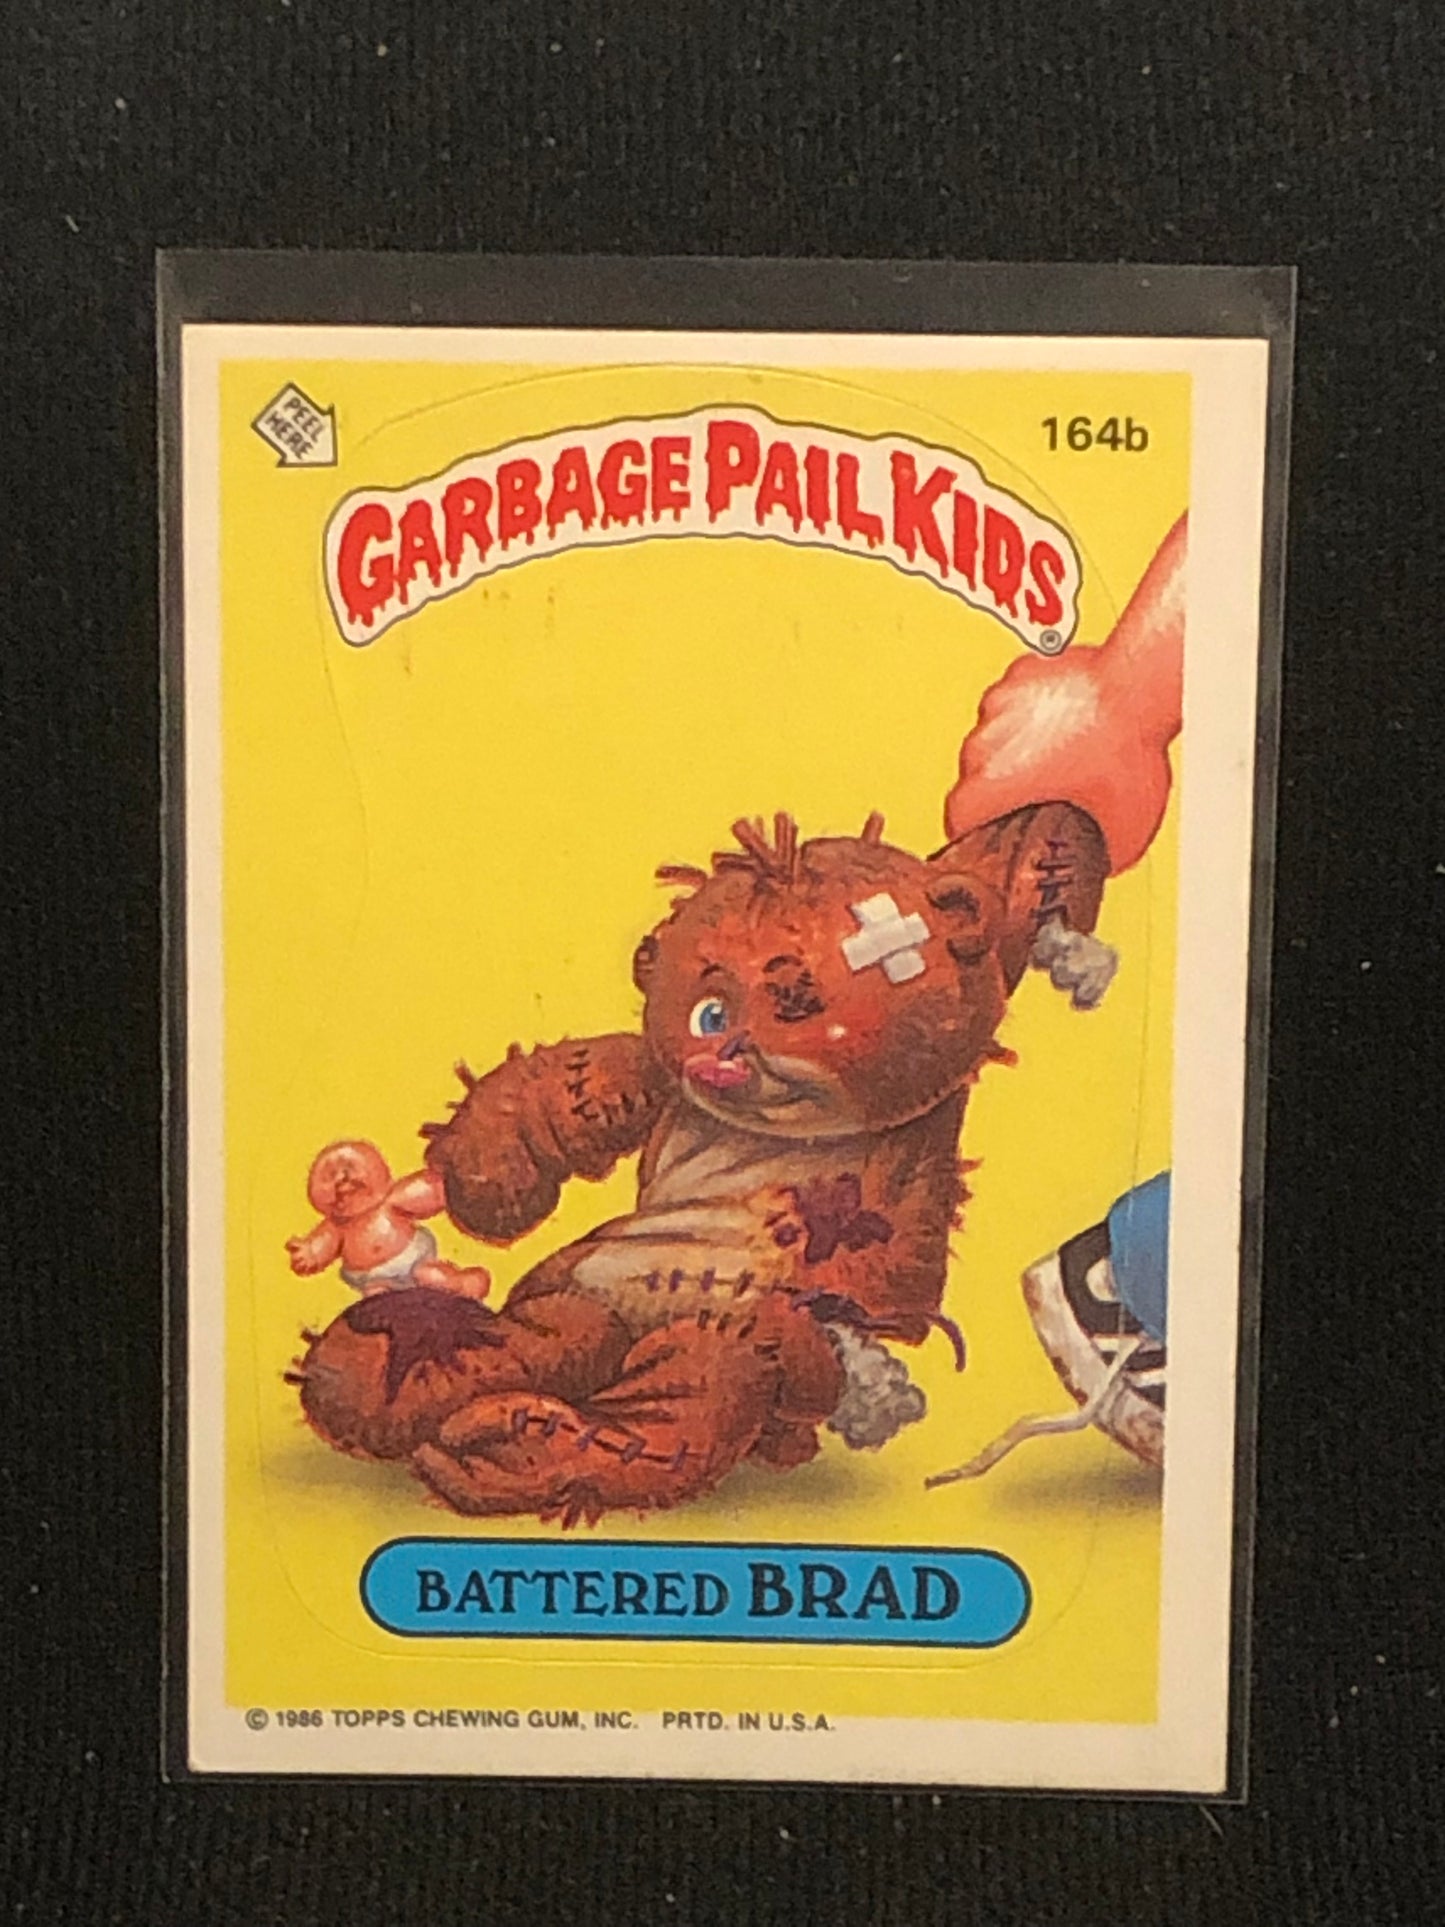 PEEL
HERE
164b
GARBAGE PAIL KIDS
®
BATTERED BRAD
© 1986 TOPPS CHEWING GUM, INC. PRTD. IN U.S.A.